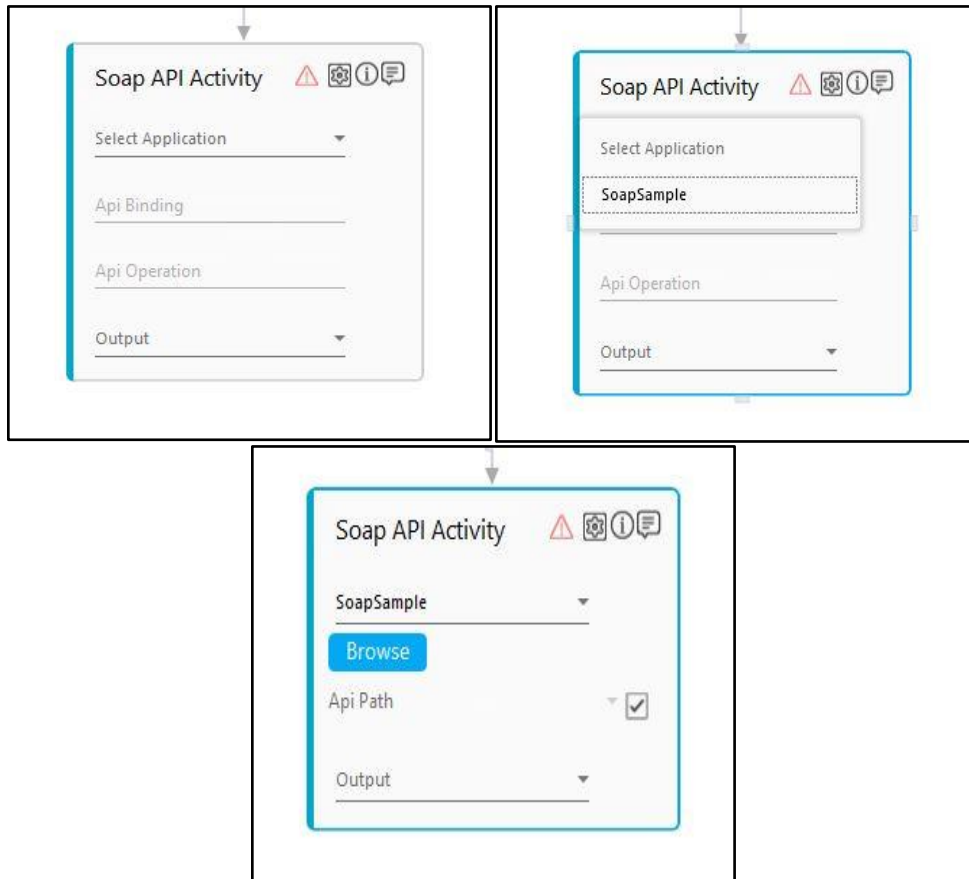 Soap API Activity
Select Application
Api Binding
Api Operation
Output
Soap API Activity
Select Application
SoapSample
Api Operation
Output
Soap API Activity
SoapSample
Browse
Api Path
Output